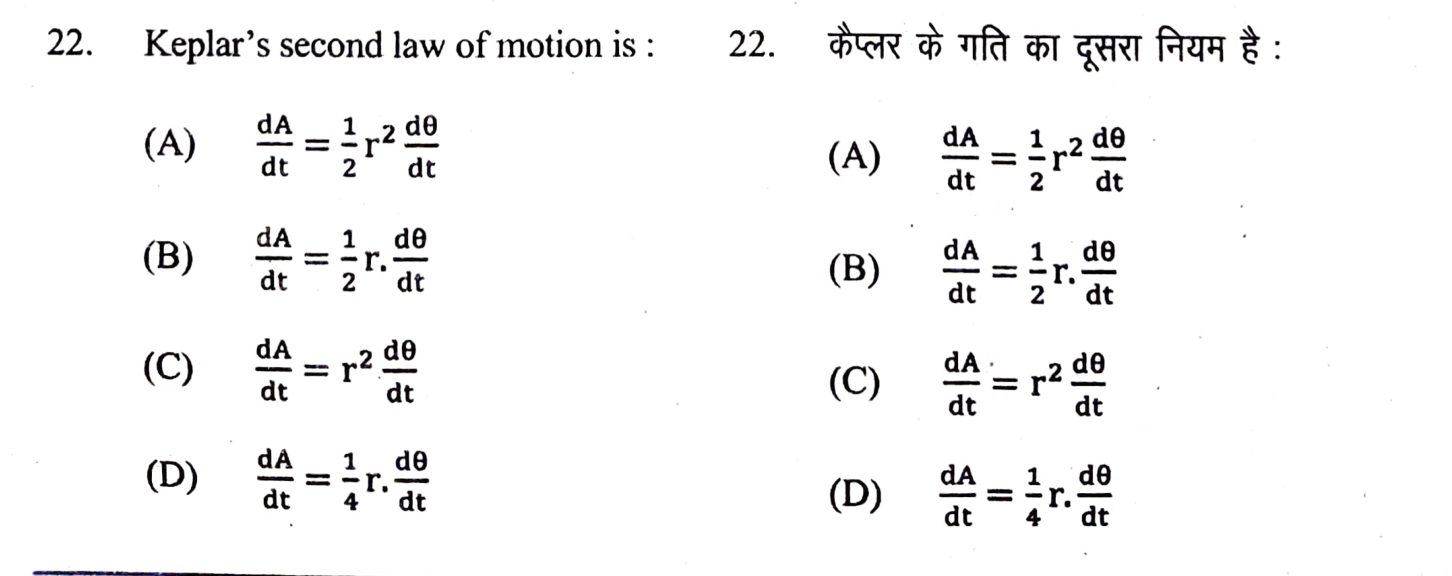 22. Keplar's second law of motion is :
(A) dA/dt = 1/2 r² dθ/dt
(B) dA/dt = 1/2 r. dθ/dt
(C) dA/dt = r² dθ/dt
(D) dA/dt = 1/4 r. dθ/dt
22. कैप्लर के गति का दूसरा नियम है :
(A) dA/dt = 1/2 r² dθ/dt
(B) dA/dt = 1/2 r. dθ/dt
(C) dA/dt = r² dθ/dt
(D) dA/dt = 1/4 r. dθ/dt